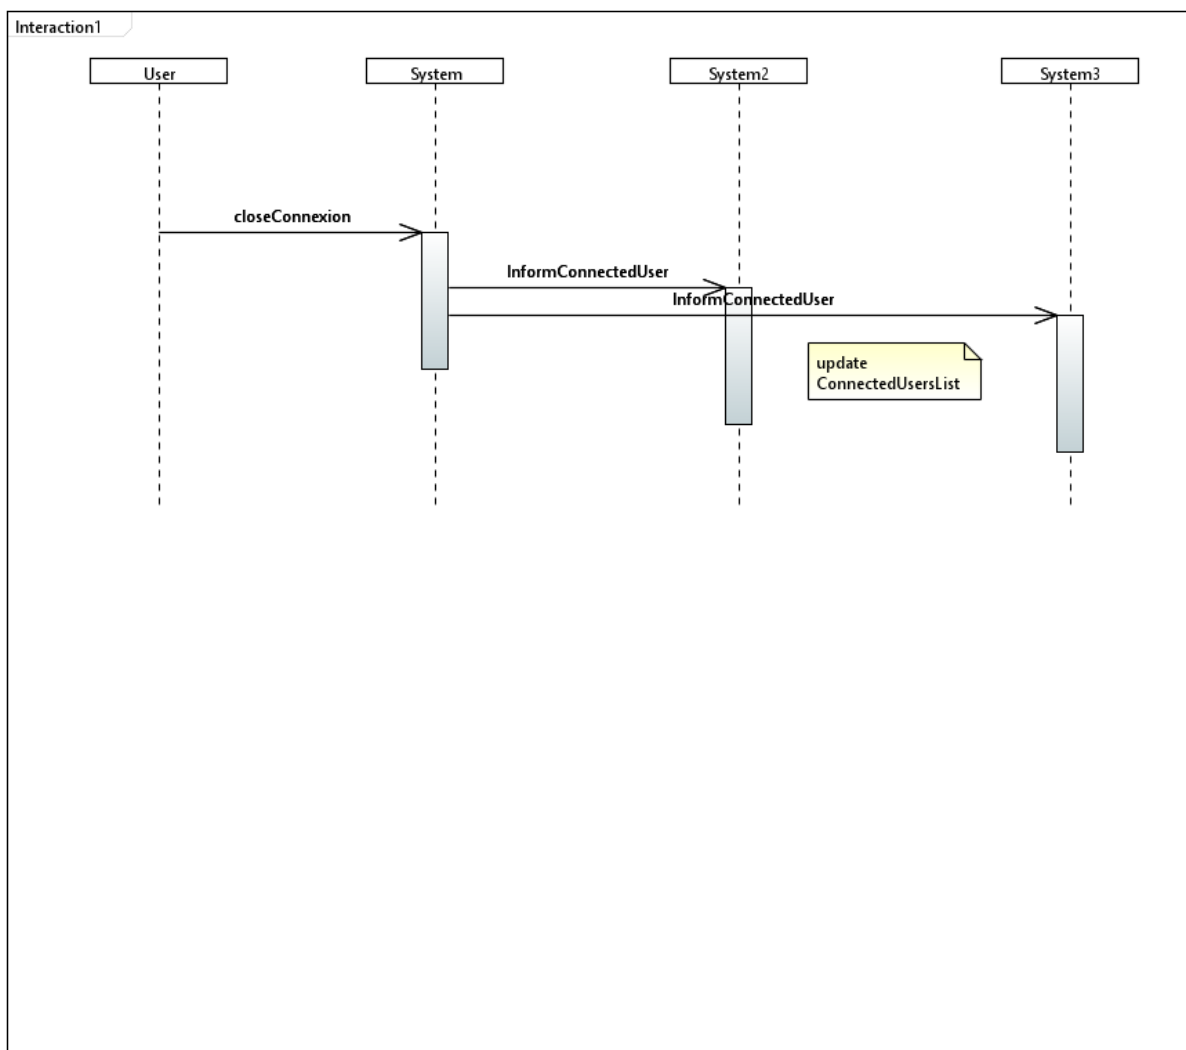 Interaction1
User
System
System2
System3
closeConnexion
InformConnectedUser
InformConnectedUser
update
ConnectedUsersList